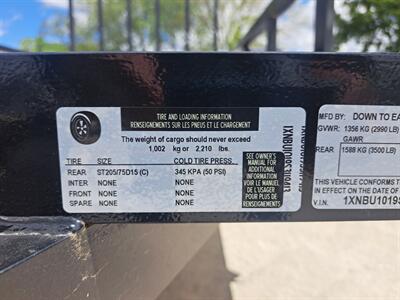 TIRE AND LOADING INFORMATION
RENSEIGNEMENTS SUR LES PNEUS ET LE CHARGEMENT
The weight of cargo should never exceed
1,002 kg or 2,210 lbs.
TIRE SIZE COLD TIRE PRESS.
REAR ST205/75D15 (C) 345 KPA (50 PSI)
INTER NONE NONE
FRONT NONE NONE
SPARE NONE NONE
SEE OWNER'S
MANUAL FOR
ADDITIONAL
INFORMATION
VOIR LE MANUEL
DE L'USAGER
POUR PLUS DE
RENSEIGNEMENTS
MFD BY: DOWN TO EA
GVWR: 1356 KG (2990 LB)
GAWR
REAR 1588 KG (3500 LB)
THIS VEHICLE CONFORMS
IN EFFECT ON THE DATE OF
V.I.N. 1XNBU1019S